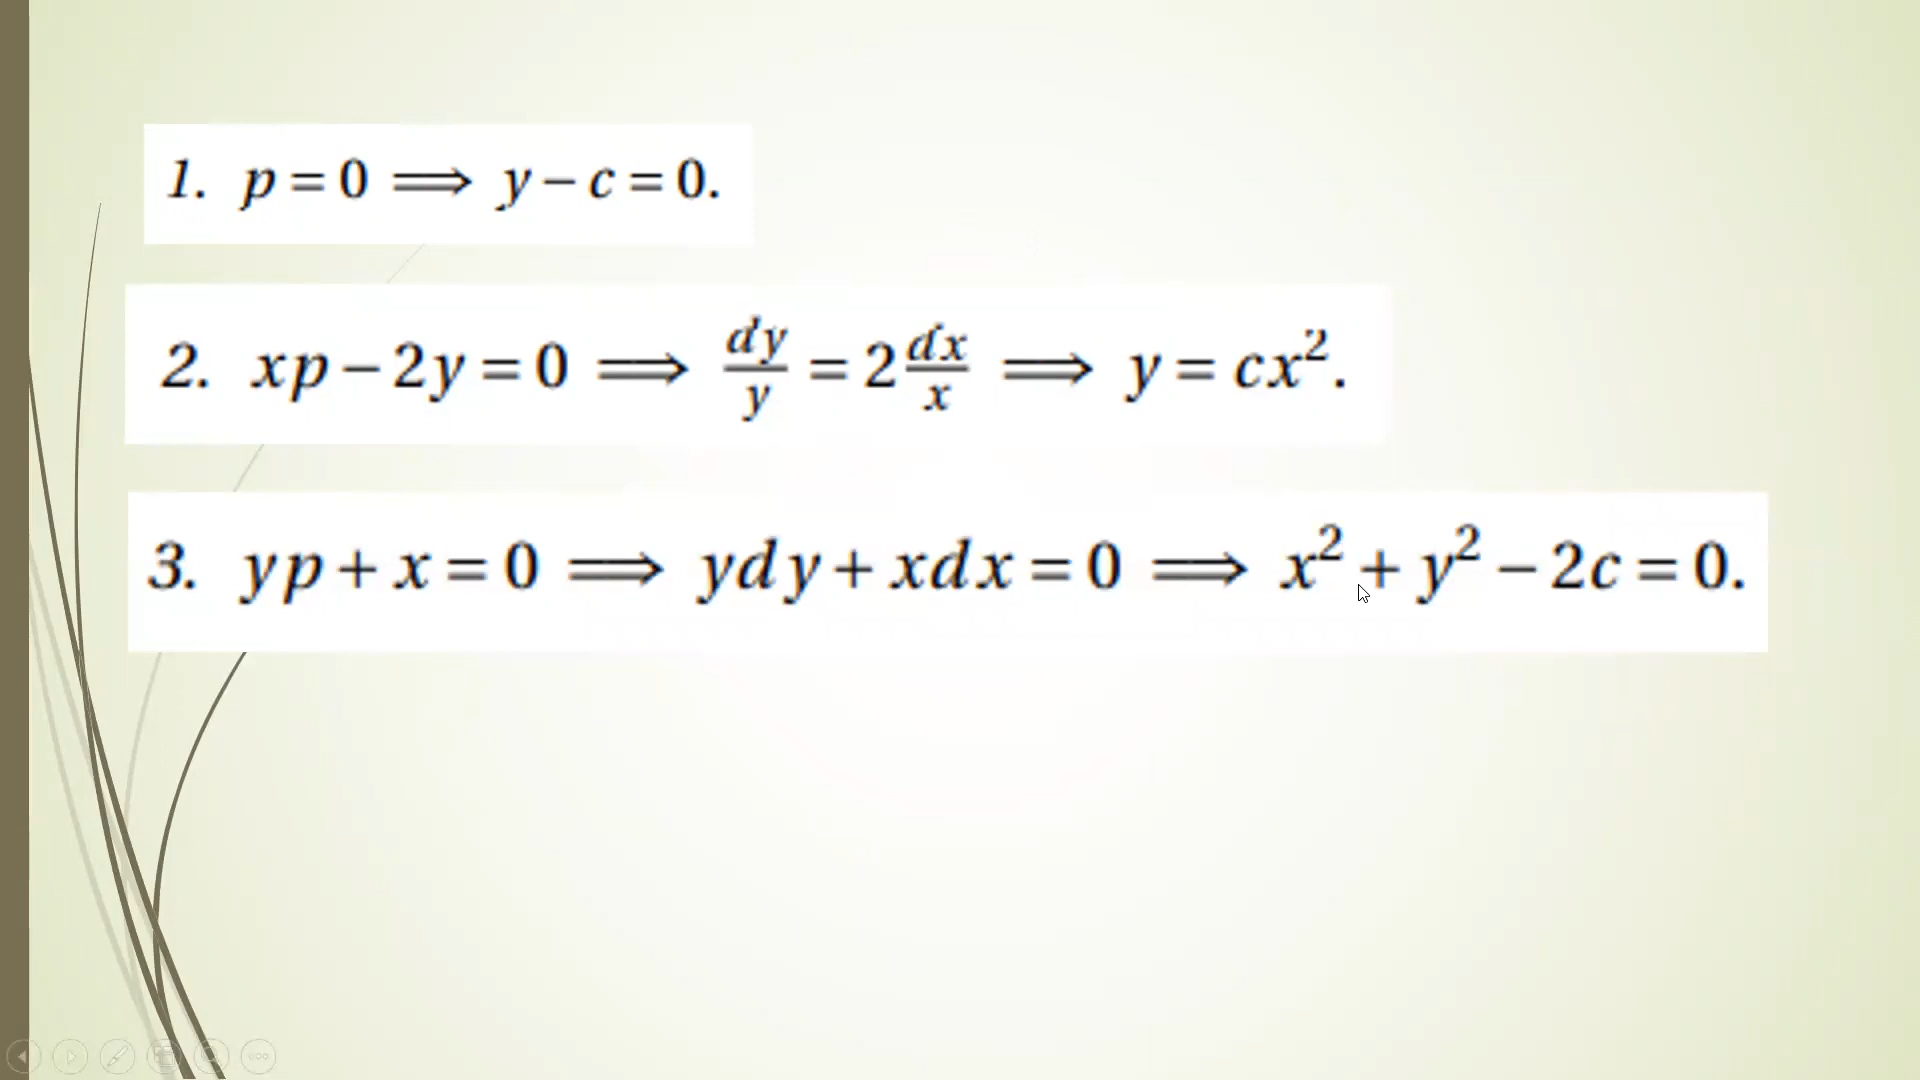 1. p = 0 ⟹ y − c = 0.
2. xp − 2y = 0 ⟹ dy/y = 2 dx/x ⟹ y = cx².
3. yp + x = 0 ⟹ ydy + xdx = 0 ⟹ x² + y² − 2c = 0.